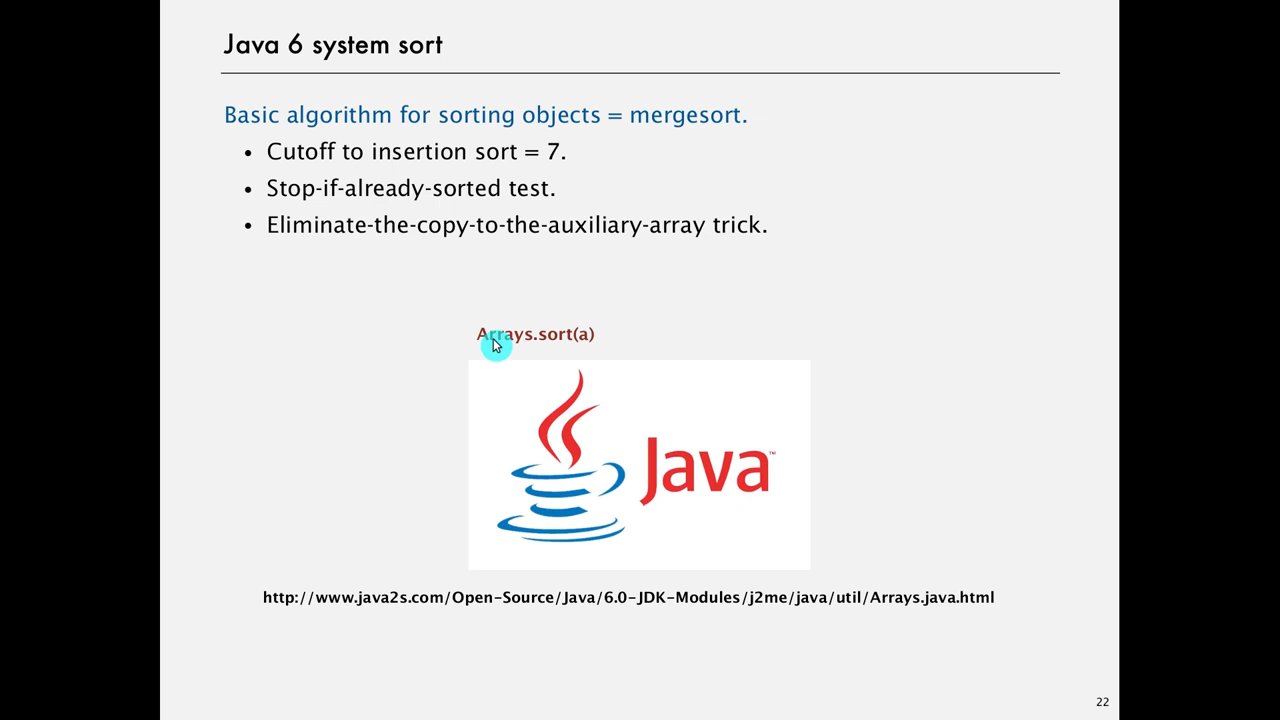 Java 6 system sort
Basic algorithm for sorting objects = mergesort.
• Cutoff to insertion sort = 7.
• Stop-if-already-sorted test.
• Eliminate-the-copy-to-the-auxiliary-array trick.
Arrays.sort(a)
Java™
http://www.java2s.com/Open-Source/Java/6.0-JDK-Modules/j2me/java/util/Arrays.java.html
22